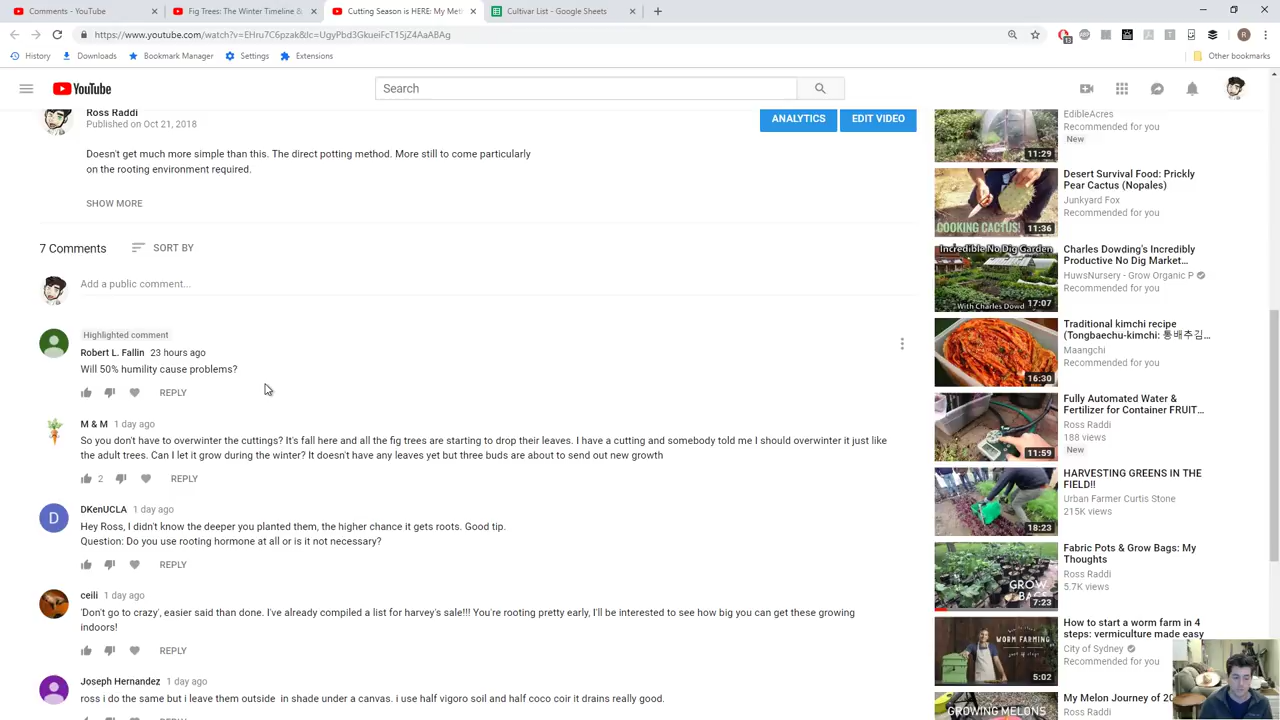 Comments - YouTube
Fig Trees: The Winter Timeline &
Cutting Season is HERE: My Met
Cultivar List - Google Sheets
https://www.youtube.com/watch?v=EHru7C6pzak&lc=UgyPbd3GkueiFcT15jZ4AaABAg
13
ABP
R
History
Downloads
Bookmark Manager
Settings
Extensions
Other bookmarks
YouTube
Search
Ross Raddi
Published on Oct 21, 2018
ANALYTICS
EDIT VIDEO
Doesn't get much more simple than this. The direct potting method. More still to come particularly
on the rooting environment required.
SHOW MORE
7 Comments
SORT BY
Add a public comment...
Highlighted comment
Robert L. Fallin 23 hours ago
Will 50% humility cause problems?
REPLY
M & M 1 day ago
So you don't have to overwinter the cuttings? It's fall here and all the fig trees are starting to drop their leaves. I have a cutting and somebody told me I should overwinter it just like
the adult trees. Can I let it grow during the winter? It doesn't have any leaves yet but three buds are about to send out new growth
2
REPLY
D
DKenUCLA 1 day ago
Hey Ross, I didn't know the deeper you planted them, the higher chance it gets roots. Good tip.
Question: Do you use rooting hormone at all or is it not necessary?
REPLY
ceili 1 day ago
'Don't go to crazy', easier said than done. I've already compiled a list for harvey's sale!!! You're rooting pretty early, I'll be interested to see how big you can get these growing
indoors!
REPLY
Joseph Hernandez 1 day ago
ross i do the same but i leave them outside in shade under a canvas. i use half vigoro soil and half coco coir it drains really good.
EdibleAcres
Recommended for you
New
11:29
Desert Survival Food: Prickly
Pear Cactus (Nopales)
Junkyard Fox
Recommended for you
COOKING CACTUS!
11:36
Charles Dowding's Incredibly
Productive No Dig Market...
HuwsNursery - Grow Organic P
Recommended for you
Incredible No Dig Garden
With Charles Dowd
17:07
Traditional kimchi recipe
(Tongbaechu-kimchi: 통배추김...
Maangchi
Recommended for you
16:30
Fully Automated Water &
Fertilizer for Container FRUIT...
Ross Raddi
188 views
New
11:59
HARVESTING GREENS IN THE
FIELD!!
Urban Farmer Curtis Stone
215K views
18:23
Fabric Pots & Grow Bags: My
Thoughts
Ross Raddi
5.7K views
GROW
BAGS
7:23
How to start a worm farm in 4
steps: vermiculture made easy
City of Sydney
Recommended for you
WORM FARMING
5:02
My Melon Journey of 20
Ross Raddi
GROWING MELONS